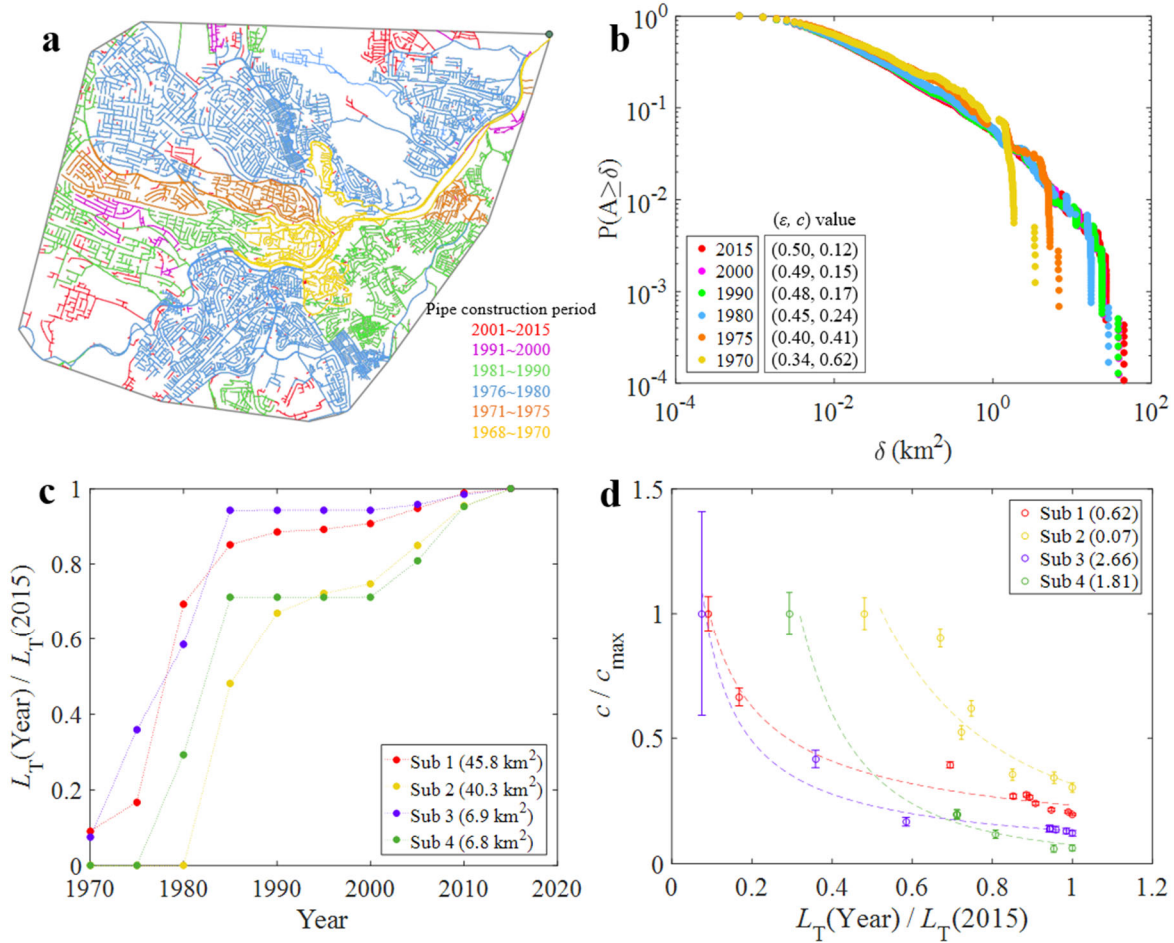 a
Pipe construction period
2001~2015
1991~2000
1981~1990
1976~1980
1971~1975
1968~1970
b
P(A≥δ)
10^0
10^-1
10^-2
10^-3
10^-4
(ε, c) value
2015 (0.50, 0.12)
2000 (0.49, 0.15)
1990 (0.48, 0.17)
1980 (0.45, 0.24)
1975 (0.40, 0.41)
1970 (0.34, 0.62)
10^-4 10^-2 10^0 10^2
δ (km^2)
c
L_T(Year) / L_T(2015)
1
0.8
0.6
0.4
0.2
0
Sub 1 (45.8 km^2)
Sub 2 (40.3 km^2)
Sub 3 (6.9 km^2)
Sub 4 (6.8 km^2)
1970 1980 1990 2000 2010 2020
Year
d
c / c_max
1.5
1
0.5
0
Sub 1 (0.62)
Sub 2 (0.07)
Sub 3 (2.66)
Sub 4 (1.81)
0 0.2 0.4 0.6 0.8 1 1.2
L_T(Year) / L_T(2015)